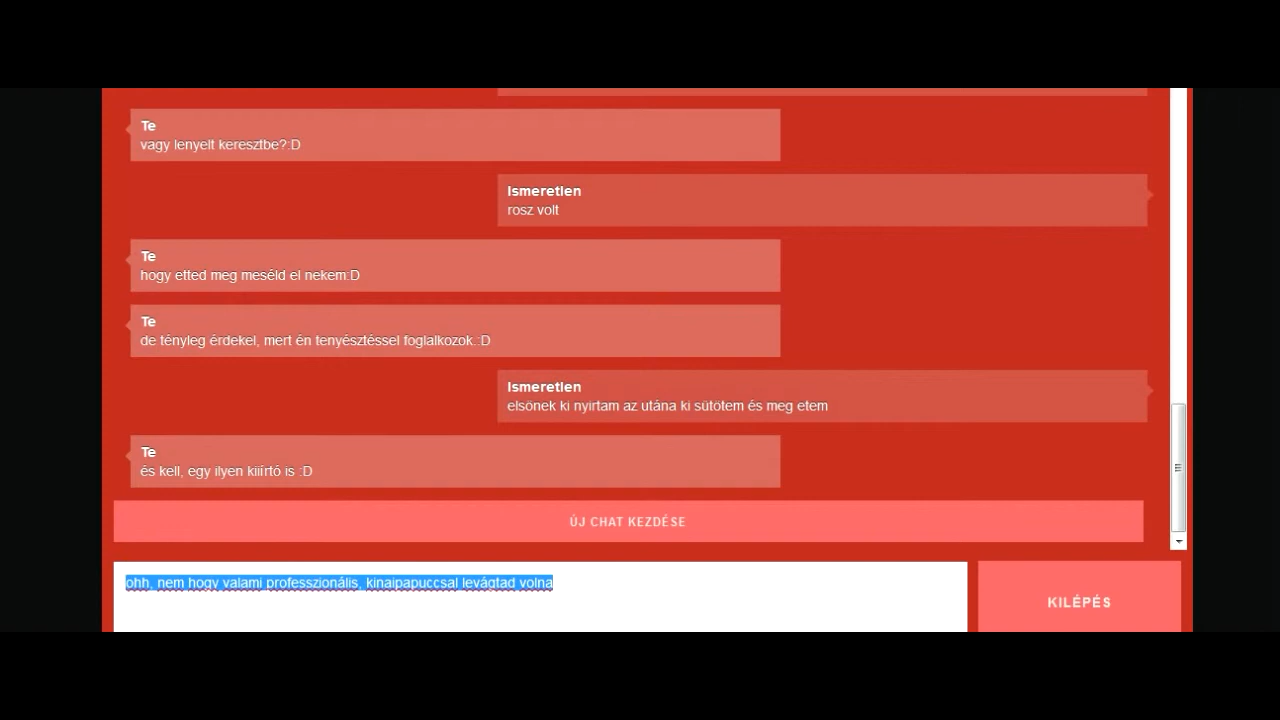 Te
vagy lenyelt keresztbe?:D
Ismeretlen
rosz volt
Te
hogy etted meg meséld el nekem:D
Te
de tényleg érdekel, mert én tenyésztéssel foglalkozok.:D
Ismeretlen
elsönek ki nyirtam az utána ki sütötem és meg etem
Te
és kell, egy ilyen kiírtó is :D
ÚJ CHAT KEZDÉSE
ohh, nem hogy valami professzionális, kinaipapuccsal levágtad volna
KILÉPÉS